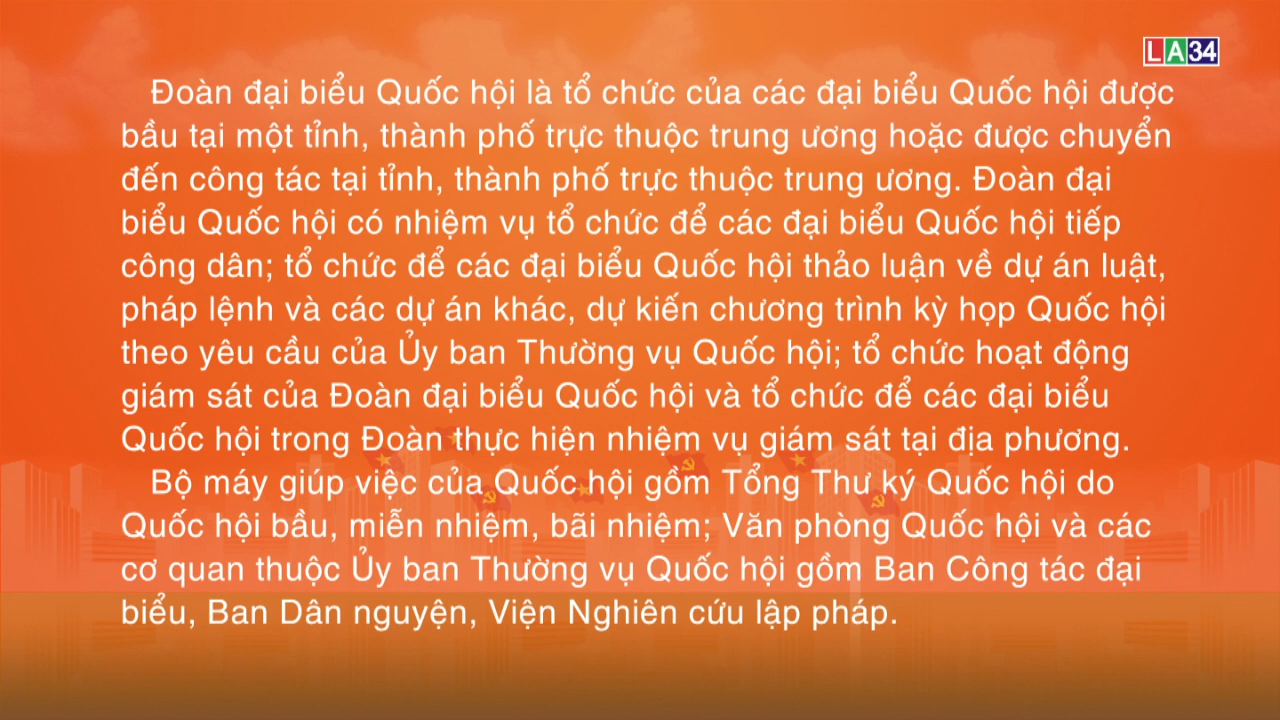 LA34
Đoàn đại biểu Quốc hội là tổ chức của các đại biểu Quốc hội được
bầu tại một tỉnh, thành phố trực thuộc trung ương hoặc được chuyển
đến công tác tại tỉnh, thành phố trực thuộc trung ương. Đoàn đại
biểu Quốc hội có nhiệm vụ tổ chức để các đại biểu Quốc hội tiếp
công dân; tổ chức để các đại biểu Quốc hội thảo luận về dự án luật,
pháp lệnh và các dự án khác, dự kiến chương trình kỳ họp Quốc hội
theo yêu cầu của Ủy ban Thường vụ Quốc hội; tổ chức hoạt động
giám sát của Đoàn đại biểu Quốc hội và tổ chức để các đại biểu
Quốc hội trong Đoàn thực hiện nhiệm vụ giám sát tại địa phương.
Bộ máy giúp việc của Quốc hội gồm Tổng Thư ký Quốc hội do
Quốc hội bầu, miễn nhiệm, bãi nhiệm; Văn phòng Quốc hội và các
cơ quan thuộc Ủy ban Thường vụ Quốc hội gồm Ban Công tác đại
biểu, Ban Dân nguyện, Viện Nghiên cứu lập pháp.